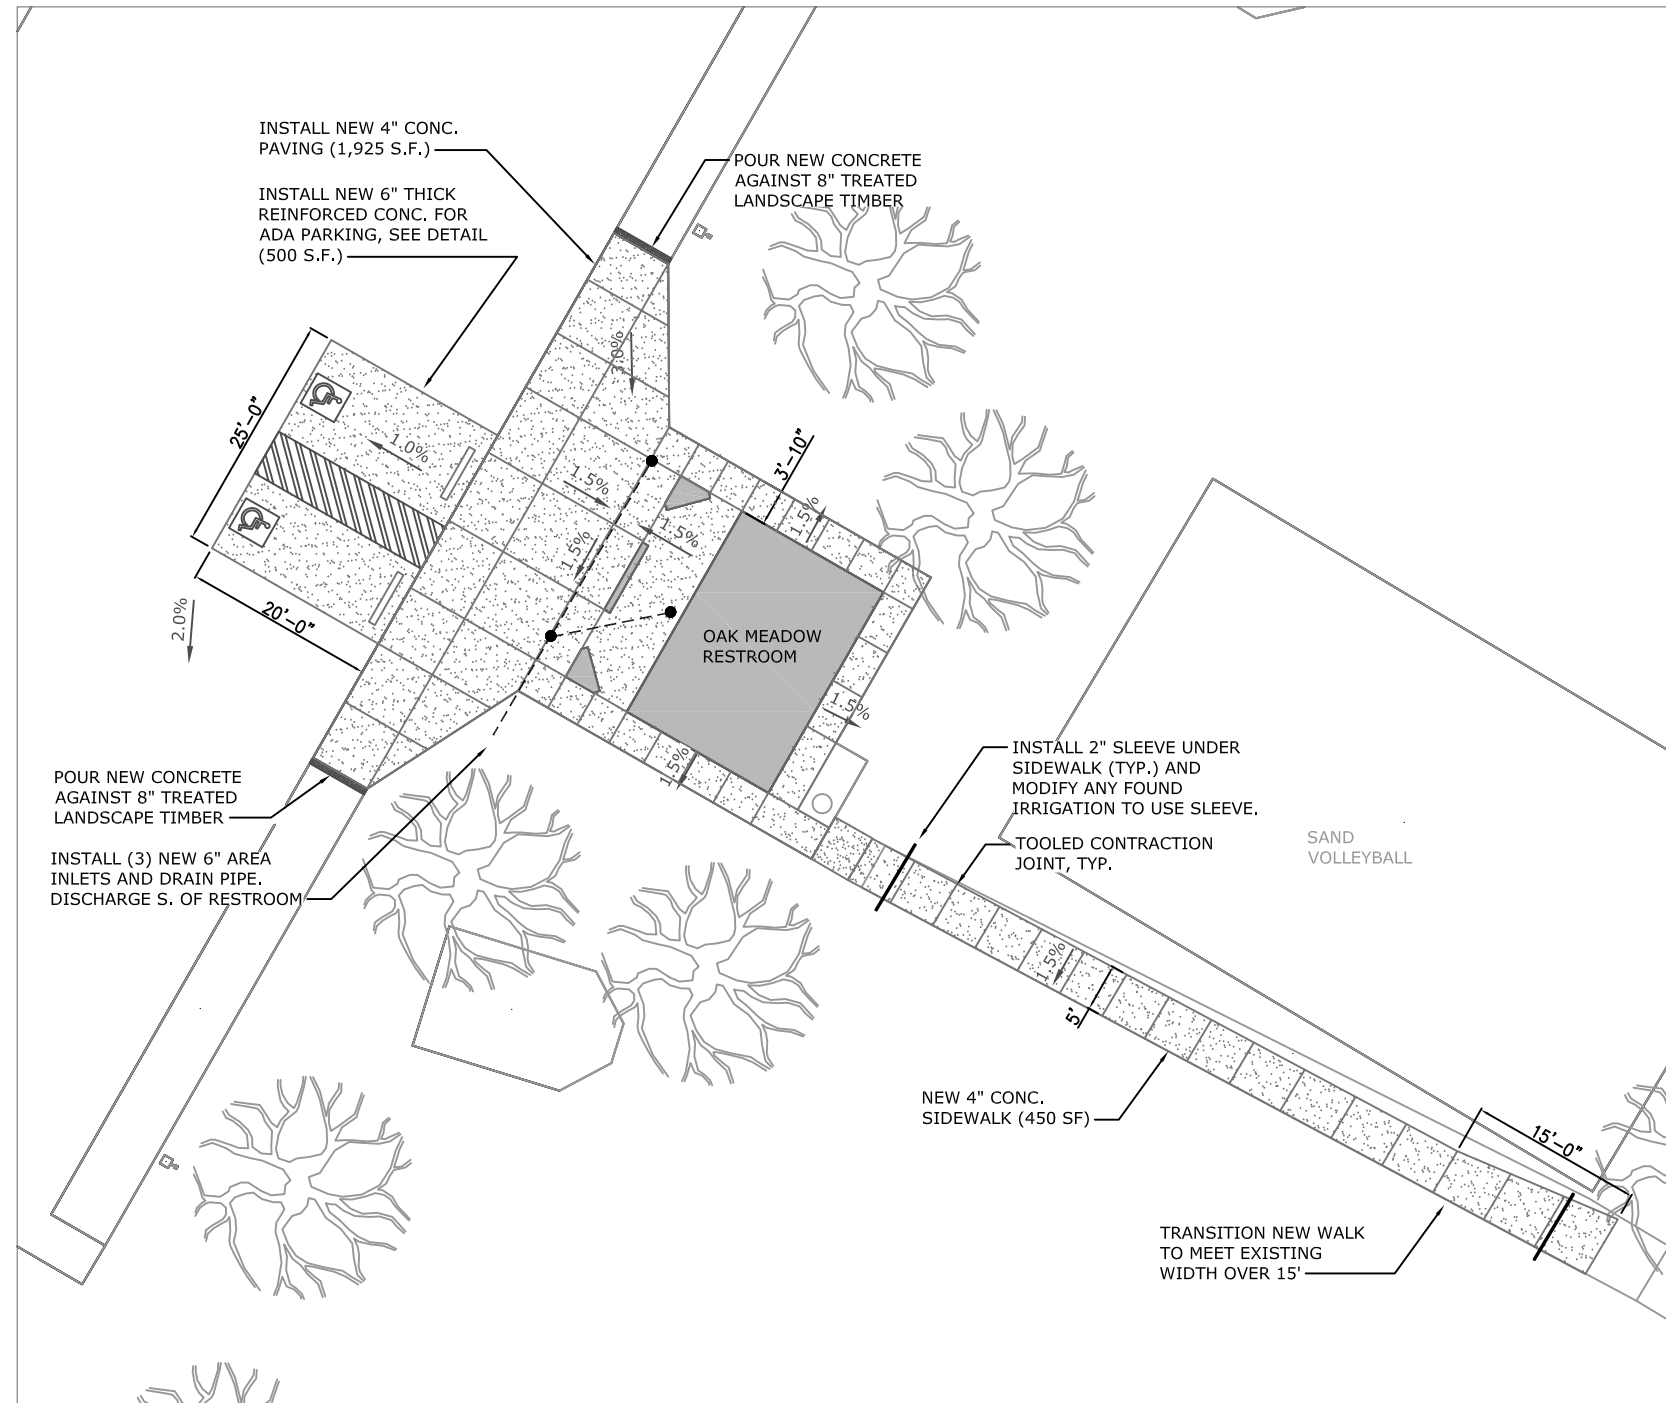 INSTALL NEW 4" CONC.
PAVING (1,925 S.F.)
POUR NEW CONCRETE
AGAINST 8" TREATED
LANDSCAPE TIMBER
INSTALL NEW 6" THICK
REINFORCED CONC. FOR
ADA PARKING, SEE DETAIL
(500 S.F.)
3.0%
25'-0"
1.0%
3'-10"
1.5%
1.5%
1.5%
1.5%
20'-0"
2.0%
OAK MEADOW
RESTROOM
1.5%
1.5%
POUR NEW CONCRETE
AGAINST 8" TREATED
LANDSCAPE TIMBER
INSTALL (3) NEW 6" AREA
INLETS AND DRAIN PIPE.
DISCHARGE S. OF RESTROOM
INSTALL 2" SLEEVE UNDER
SIDEWALK (TYP.) AND
MODIFY ANY FOUND
IRRIGATION TO USE SLEEVE.
TOOLED CONTRACTION
JOINT, TYP.
SAND
VOLLEYBALL
1.5%
5'
NEW 4" CONC.
SIDEWALK (450 SF)
15'-0"
TRANSITION NEW WALK
TO MEET EXISTING
WIDTH OVER 15'